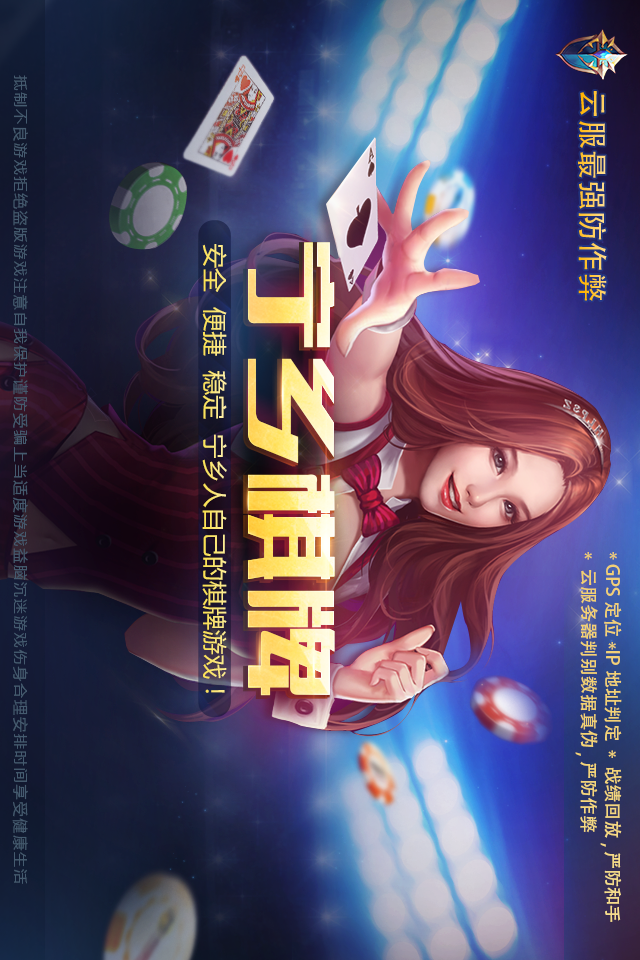 云服最强防作弊
*GPS 定位 *IP 地址判定 * 战绩回放，严防和手
* 云服务器判别数据真伪，严防作弊
宁乡棋牌
安全 便捷 稳定 宁乡人自己的棋牌游戏！
抵制不良游戏拒绝盗版游戏注意自我保护谨防受骗上当适度游戏益脑沉迷游戏伤身合理安排时间享受健康生活